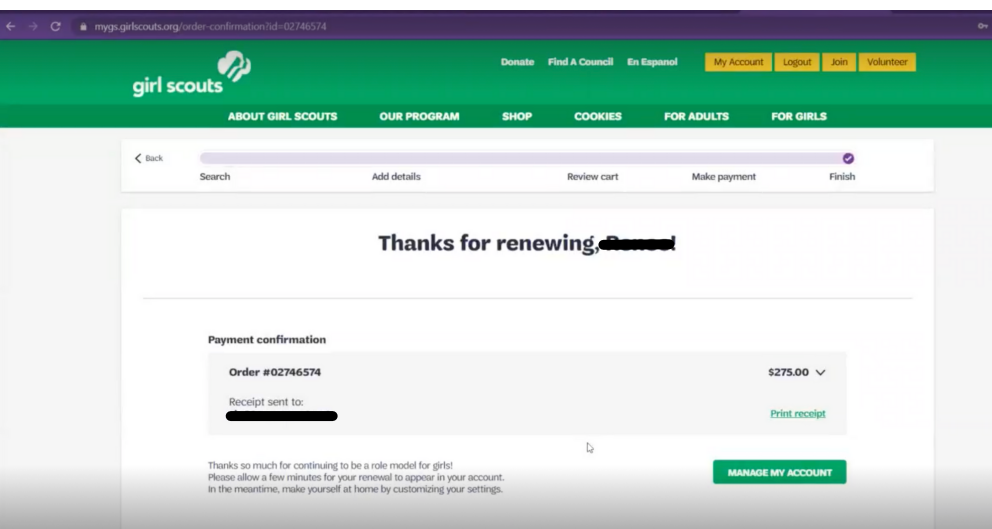 mygs.girlscouts.org/order-confirmation?id=02746574
Donate Find A Council En Espanol My Account Logout Join Volunteer
girl scouts
ABOUT GIRL SCOUTS OUR PROGRAM SHOP COOKIES FOR ADULTS FOR GIRLS
Back
Search Add details Review cart Make payment Finish
Thanks for renewing, !
Payment confirmation
Order #02746574 $275.00
Receipt sent to:
Print receipt
Thanks so much for continuing to be a role model for girls!
Please allow a few minutes for your renewal to appear in your account.
In the meantime, make yourself at home by customizing your settings.
MANAGE MY ACCOUNT